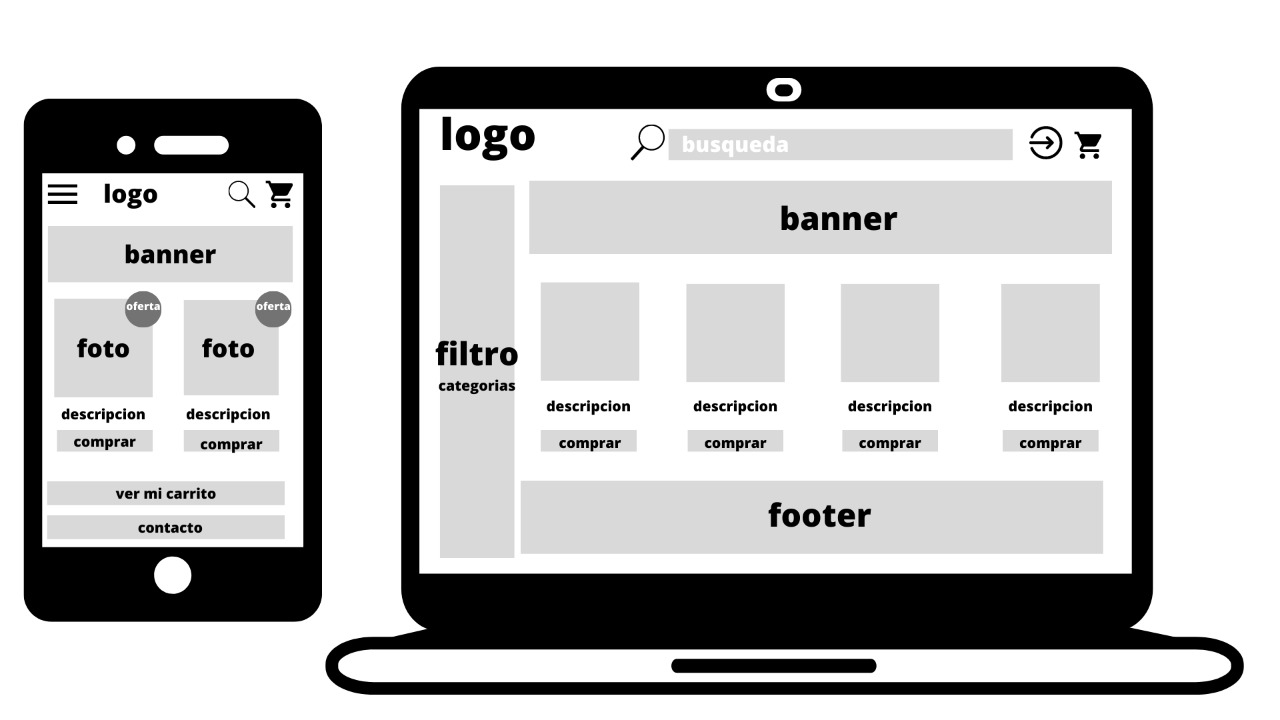 logo
banner
oferta oferta
foto foto
descripcion descripcion
comprar comprar
ver mi carrito
contacto
logo
busqueda
banner
filtro
categorias
descripcion descripcion descripcion descripcion
comprar comprar comprar comprar
footer